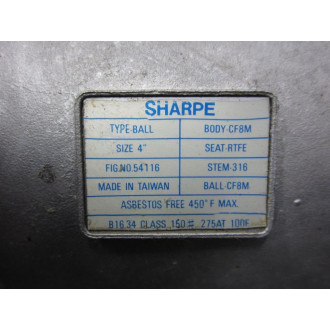 SHARPE
TYPE-BALL BODY-CF8M
SIZE 4" SEAT-RTFE
FIG.NO.54116 STEM-316
MADE IN TAIWAN BALL-CF8M
ASBESTOS FREE 450°F MAX.
B16.34 CLASS 150# 275AT 100F